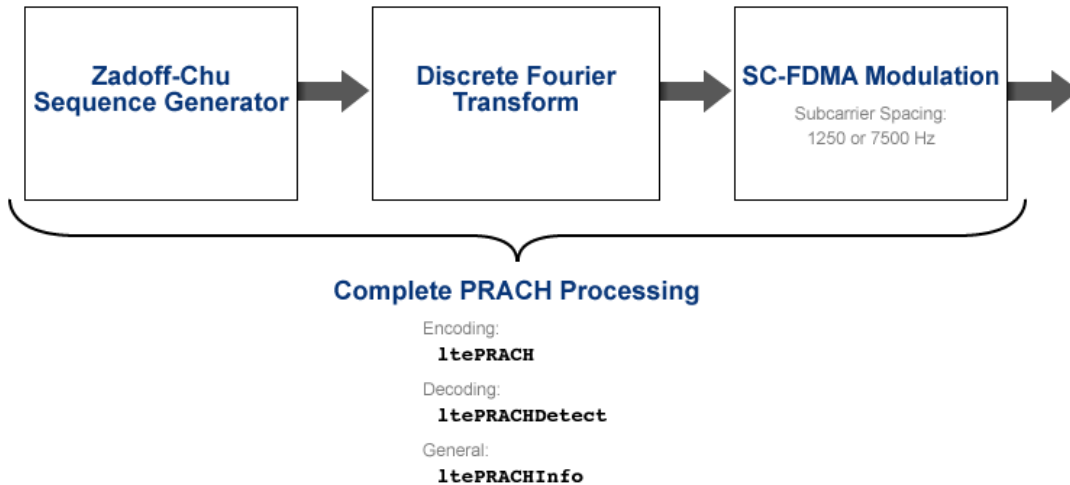 Zadoff-Chu
Sequence Generator
Discrete Fourier
Transform
SC-FDMA Modulation
Subcarrier Spacing:
1250 or 7500 Hz
Complete PRACH Processing
Encoding:
ltePRACH
Decoding:
ltePRACHDetect
General:
ltePRACHInfo